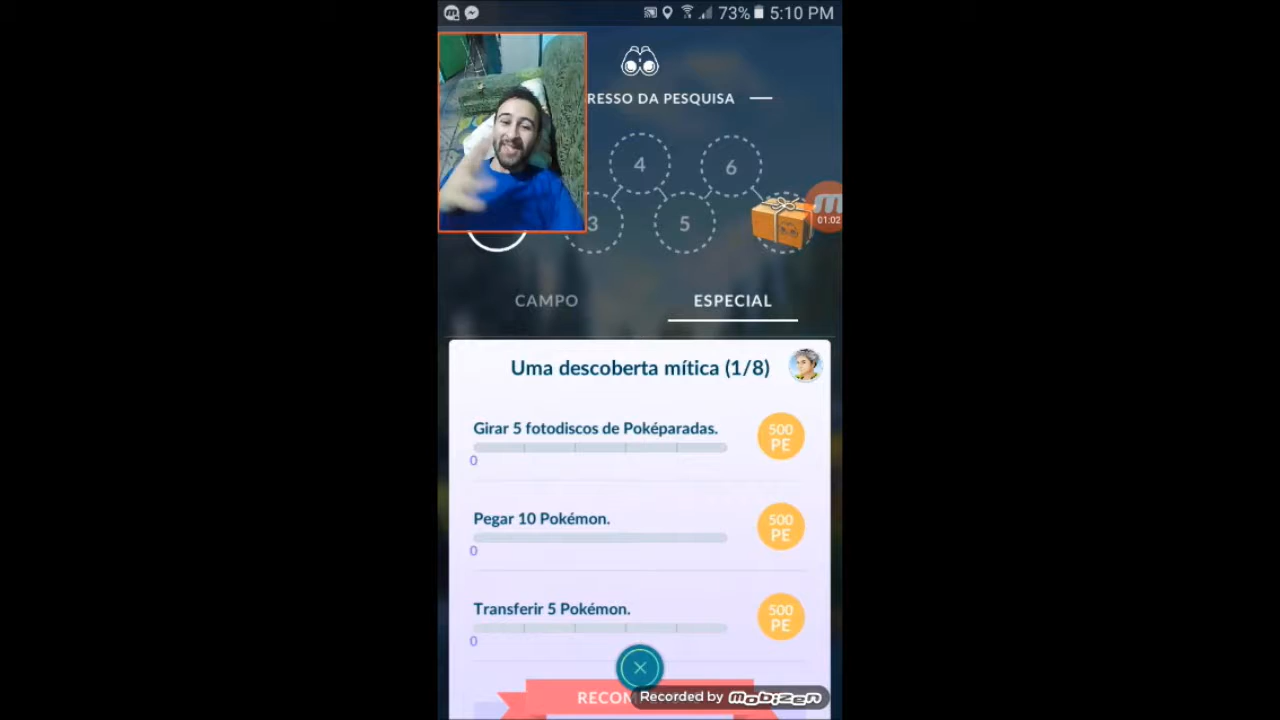 73% 5:10 PM
RESSO DA PESQUISA
4
6
3
5
01:02
CAMPO
ESPECIAL
Uma descoberta mítica (1/8)
Girar 5 fotodiscos de Poképaradas.
500
PE
0
Pegar 10 Pokémon.
500
PE
0
Transferir 5 Pokémon.
500
PE
0
RECOM
Recorded by mobizen